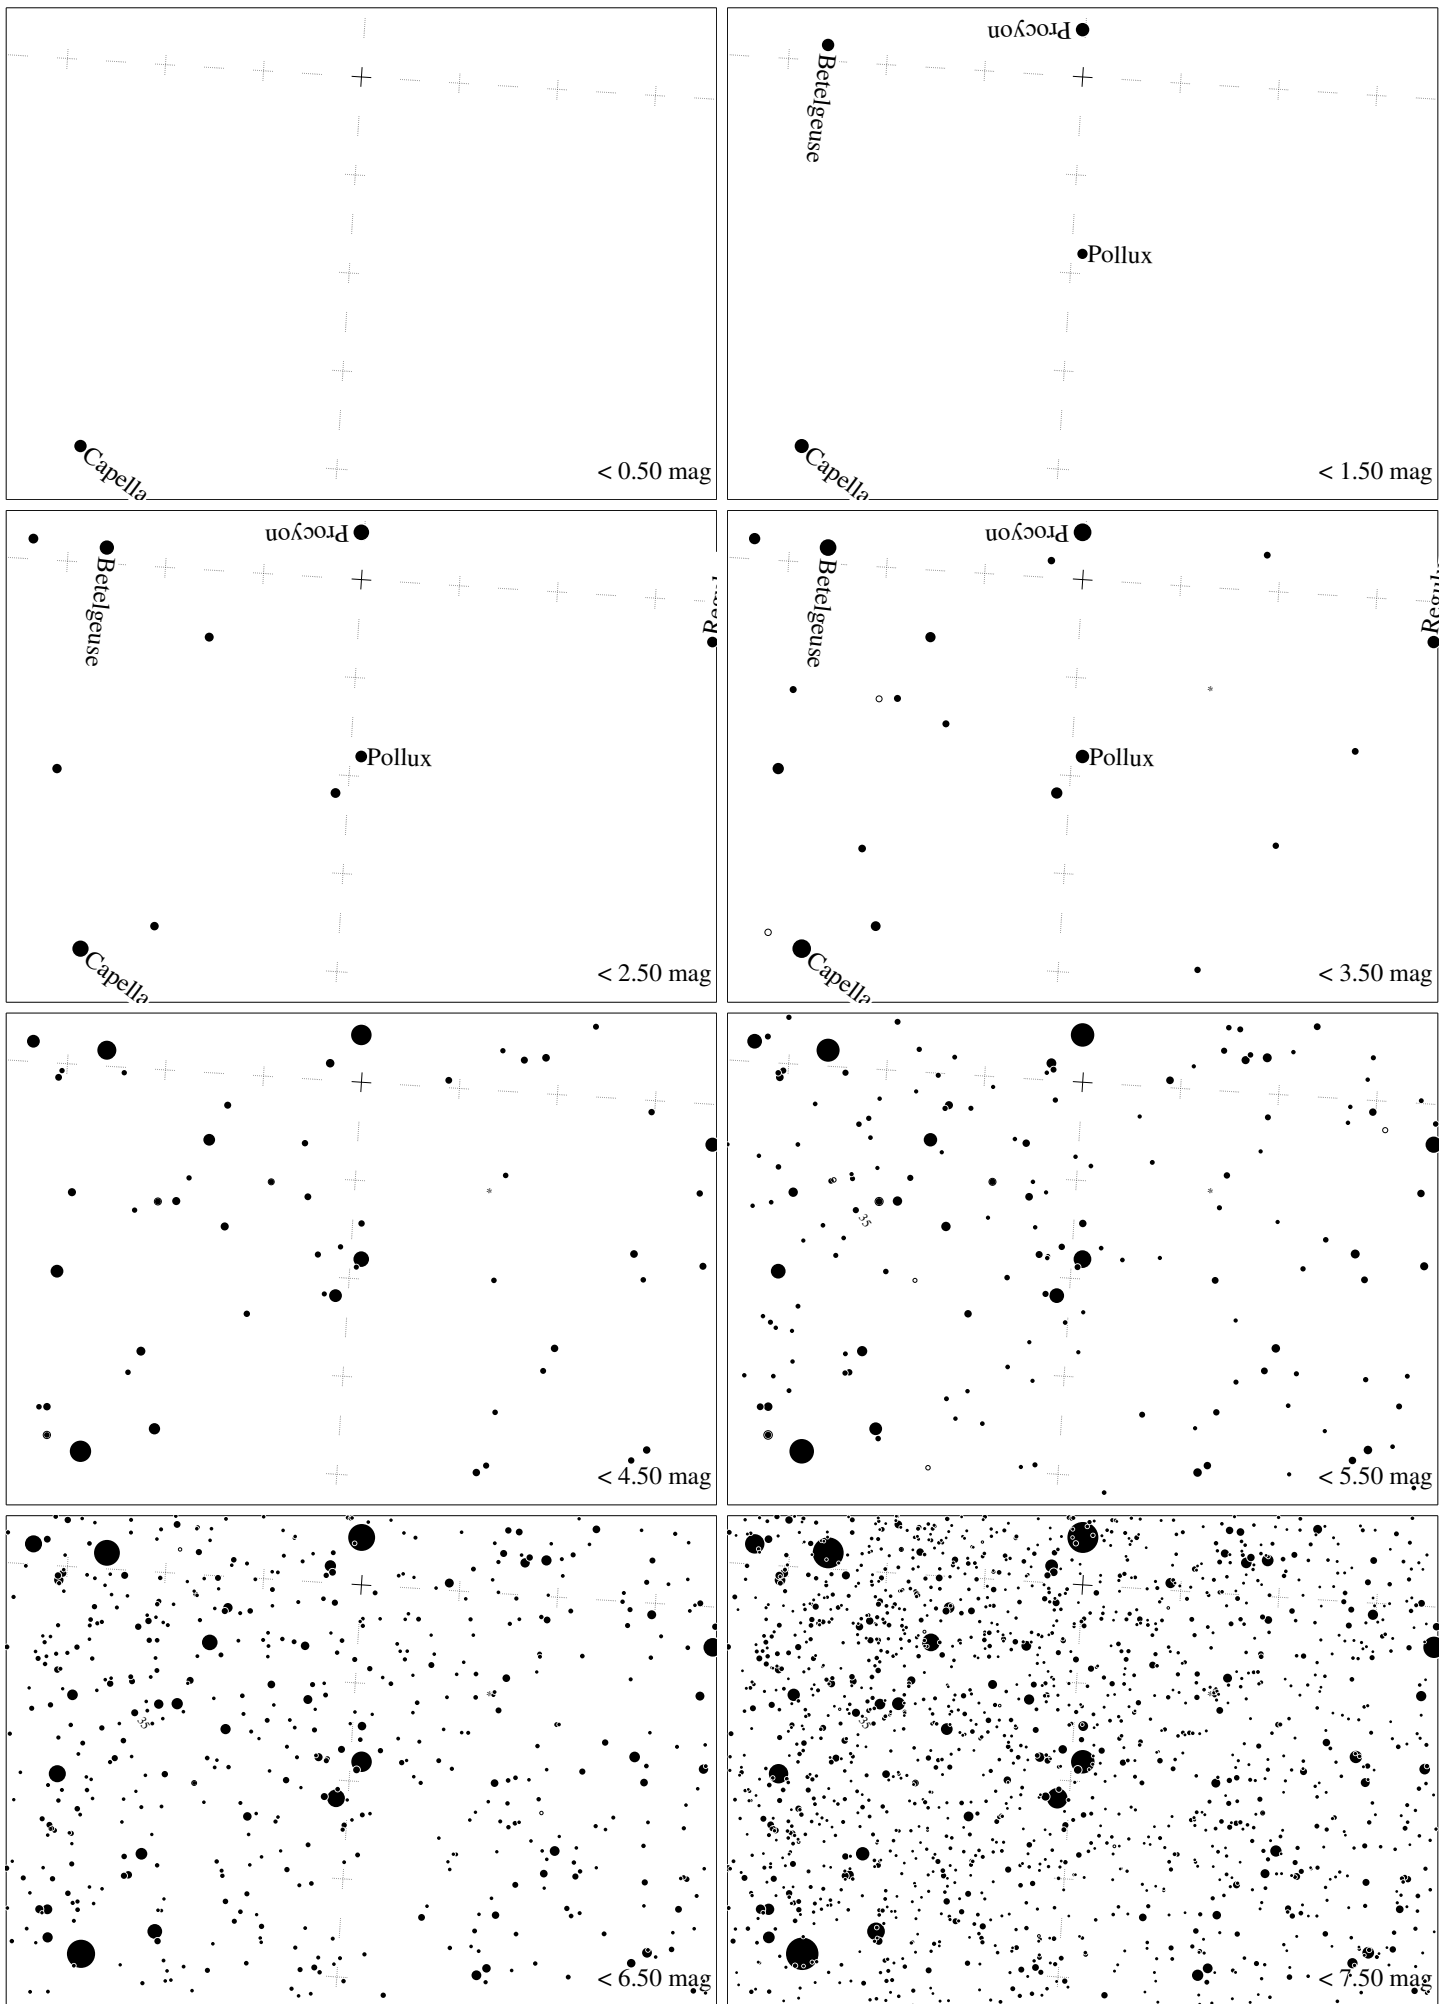 Capella
< 0.50 mag
Procyon
Betelgeuse
Pollux
Capella
< 1.50 mag
Procyon
Betelgeuse
Pollux
Capella
< 2.50 mag
Procyon
Betelgeuse
Pollux
Capella
< 3.50 mag
< 4.50 mag
35
< 5.50 mag
35
< 6.50 mag
35
< 7.50 mag